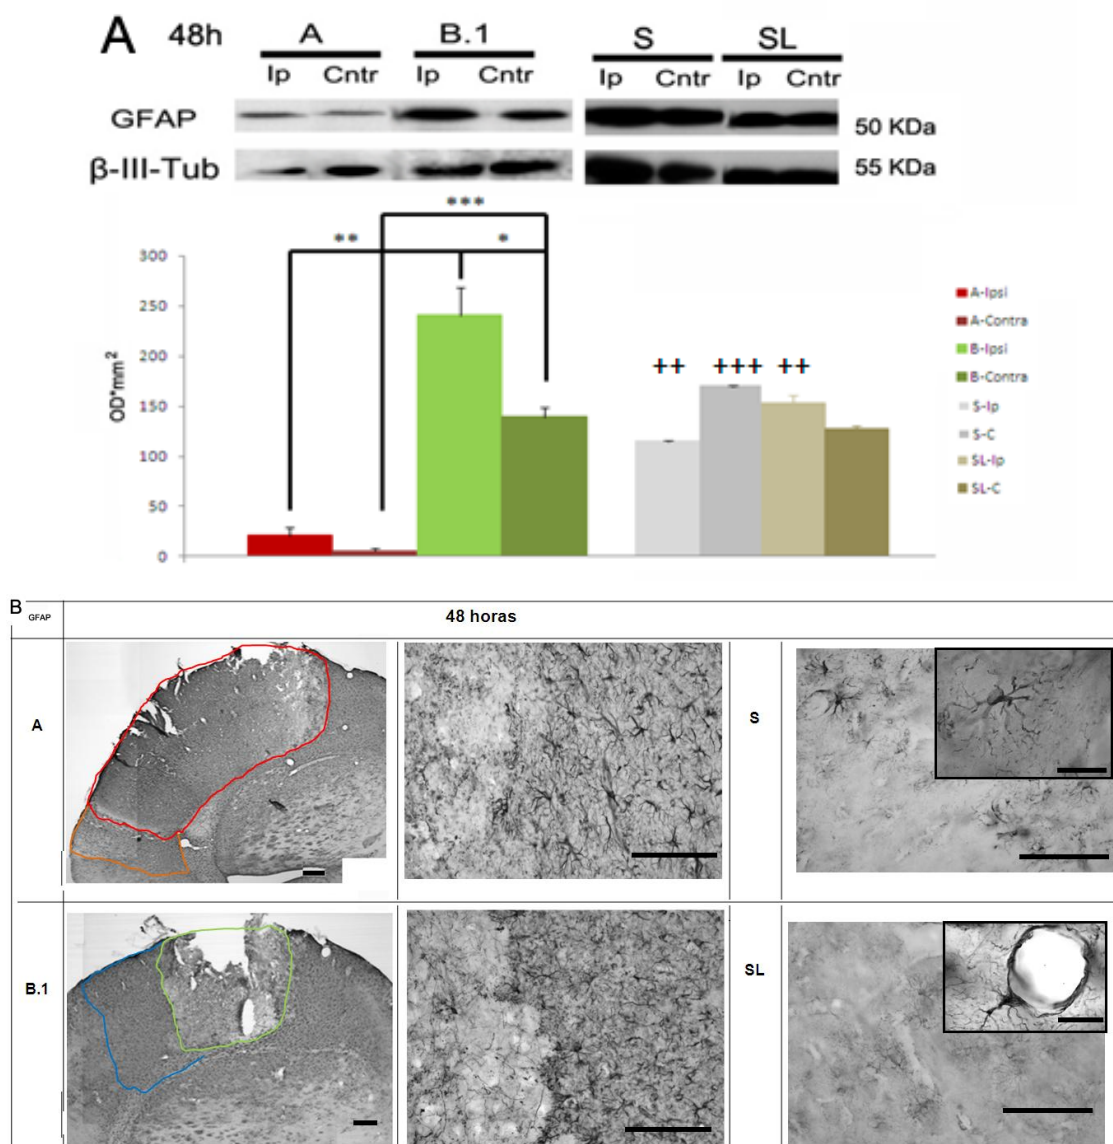 A 48h A B.1 S SL
Ip Cntr Ip Cntr Ip Cntr Ip Cntr
GFAP 50 KDa
β-III-Tub 55 KDa
***
** *
300
250
200
150
100
50
0
OD*mm²
++ +++ ++
A-Ipsi
A-Contra
B-Ipsi
B-Contra
S-Ip
S-C
SL-Ip
SL-C
B GFAP 48 horas
A S
B.1 SL